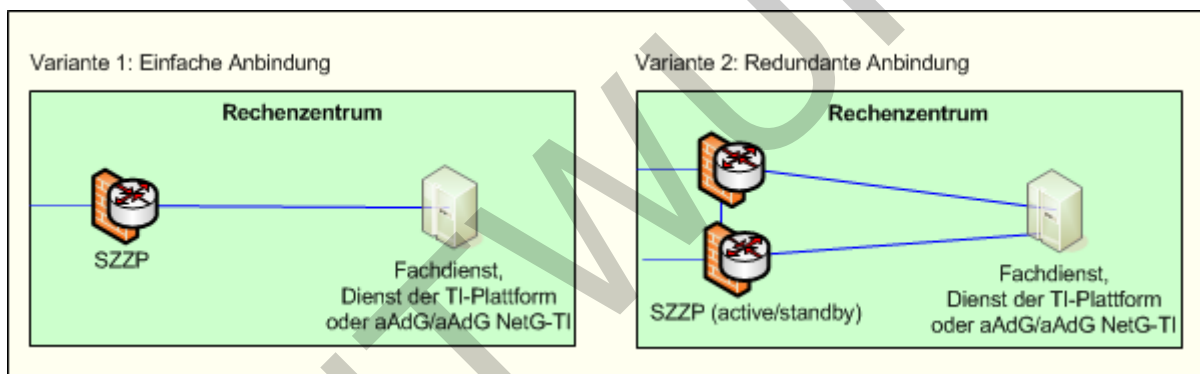 Variante 1: Einfache Anbindung
Rechenzentrum
SZZP
Fachdienst,
Dienst der TI-Plattform
oder aAdG/aAdG NetG-TI
Variante 2: Redundante Anbindung
Rechenzentrum
SZZP (active/standby)
Fachdienst,
Dienst der TI-Plattform
oder aAdG/aAdG NetG-TI